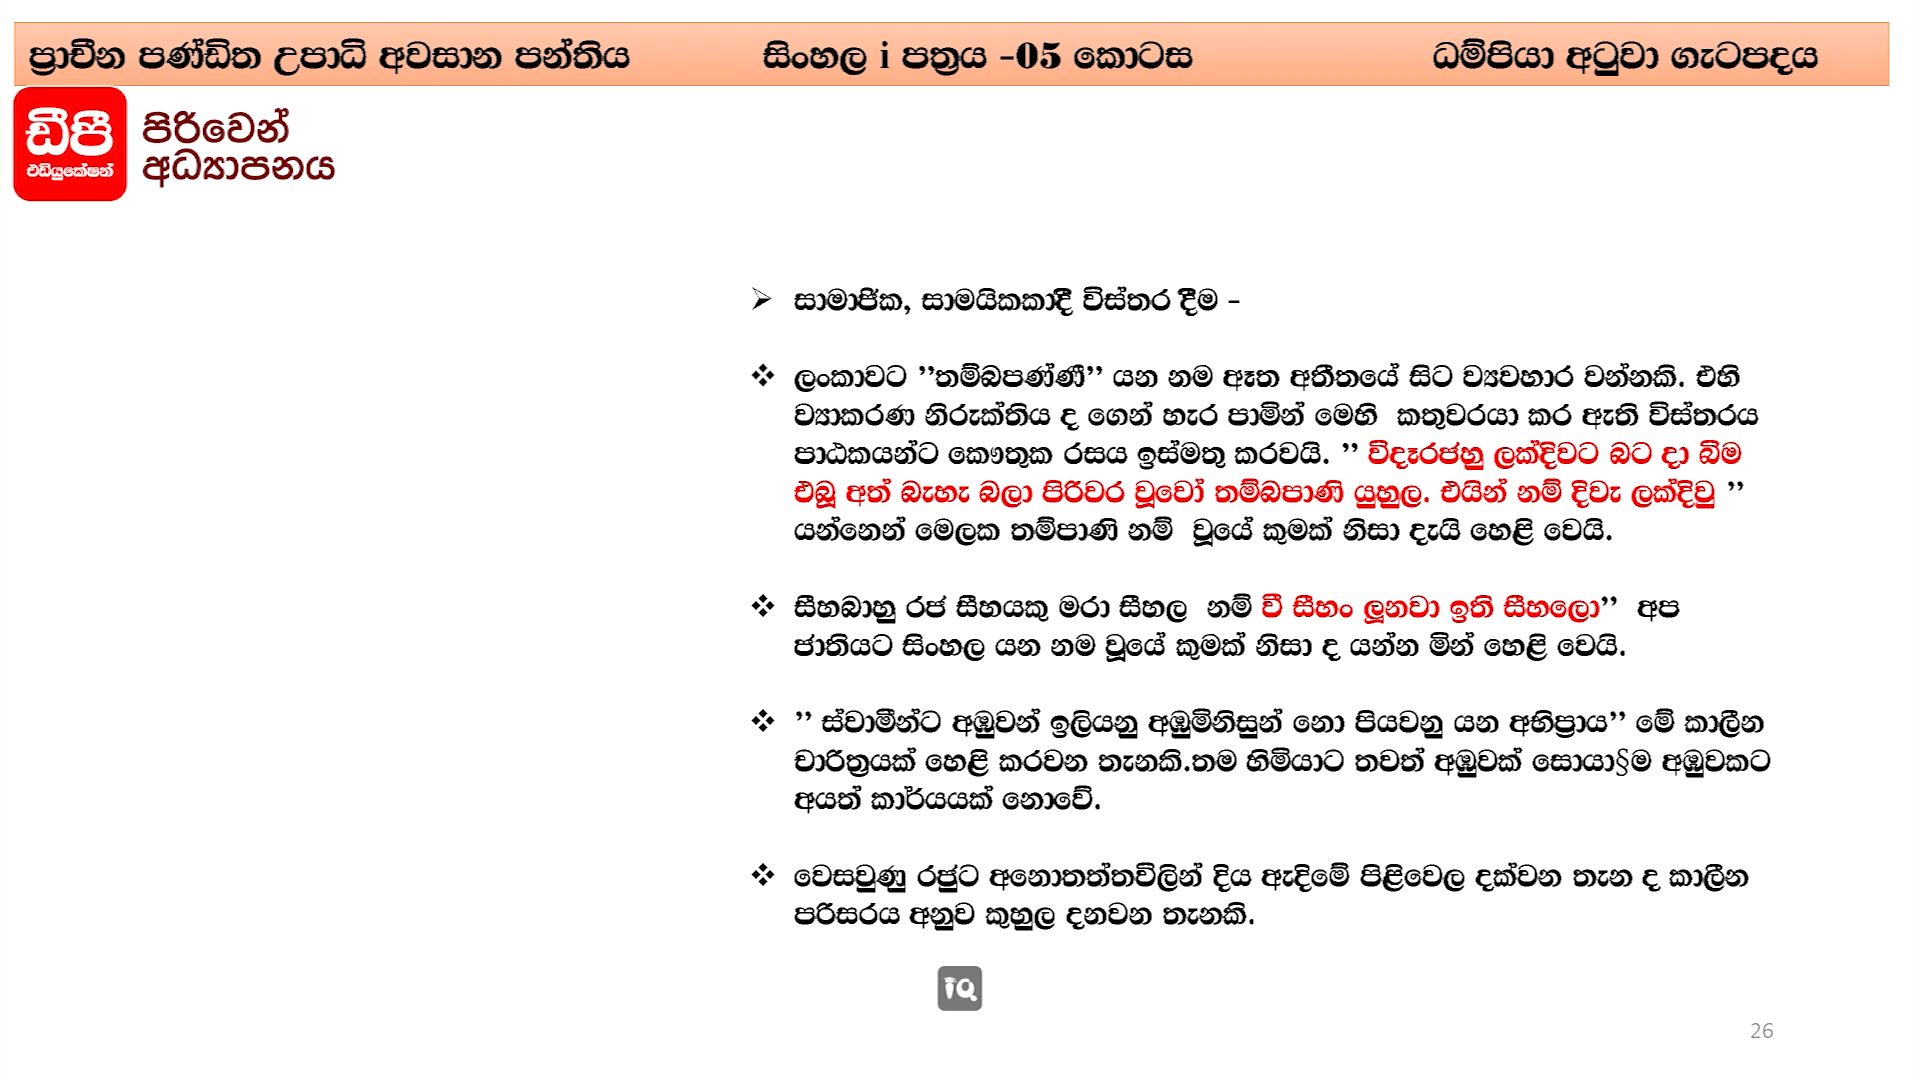 ප්‍රාචීන පණ්ඩිත උපාධි අවසාන පන්තිය සිංහල i පත්‍රය -05 කොටස ධම්පියා අටුවා ගැටපදය
ඩීපී
එඩියුකේෂන්
පිරිවෙන්
අධ්‍යාපනය
➢ සාමාජික, සාමයිකකාදී විස්තර දීම -
❖ ලංකාවට ’’තම්බපණ්ණී’’ යන නම ඈත අතීතයේ සිට ව්‍යවහාර වන්නකි. එහි
ව්‍යාකරණ නිරුක්තිය ද ගෙන් හැර පාමින් මෙහි කතුවරයා කර ඇති විස්තරය
පාඨකයන්ට කෞතුක රසය ඉස්මතු කරවයි. ’’ විදෑරජහු ලක්දිවට බට දා බිම
එබූ අත් බැහැ බලා පිරිවර වූවෝ තම්බපාණි යුහුල. එයින් නම් දිවැ ලක්දිවු ’’
යන්නෙන් මෙලක තම්පාණි නම් වූයේ කුමක් නිසා දැයි හෙළි වෙයි.
❖ සීහබාහු රජ සීහයකු මරා සීහල නම් වී සීහං ලූනවා ඉති සීහලො’’ අප
ජාතියට සිංහල යන නම වූයේ කුමක් නිසා ද යන්න මින් හෙළි වෙයි.
❖ ’’ ස්වාමීන්ට අඹුවන් ඉලියනු අඹුමිනිසුන් නො පියවනු යන අභිප්‍රාය’’ මේ කාලීන
චාරිත්‍රයක් හෙළි කරවන තැනකි.තම හිමියාට තවත් අඹුවක් සොයා§ම අඹුවකට
අයත් කාර්යයක් නොවේ.
❖ වෙසවුණු රජුට අනොතත්තවිලින් දිය ඇදිමේ පිළිවෙල දක්වන තැන ද කාලීන
පරිසරය අනුව කුහුල දනවන තැනකි.
iQ
26